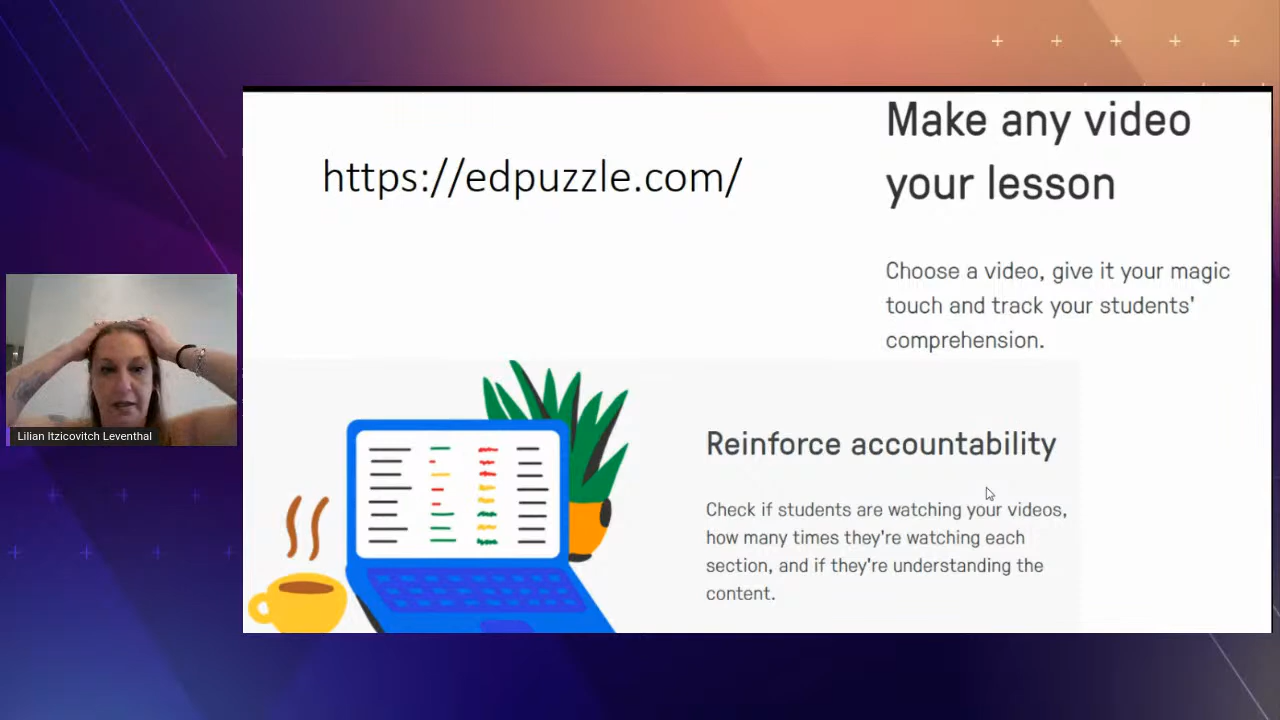 https://edpuzzle.com/
Make any video
your lesson
Choose a video, give it your magic
touch and track your students'
comprehension.
Reinforce accountability
Check if students are watching your videos,
how many times they're watching each
section, and if they're understanding the
content.
Lilian Itzicovitch Leventhal